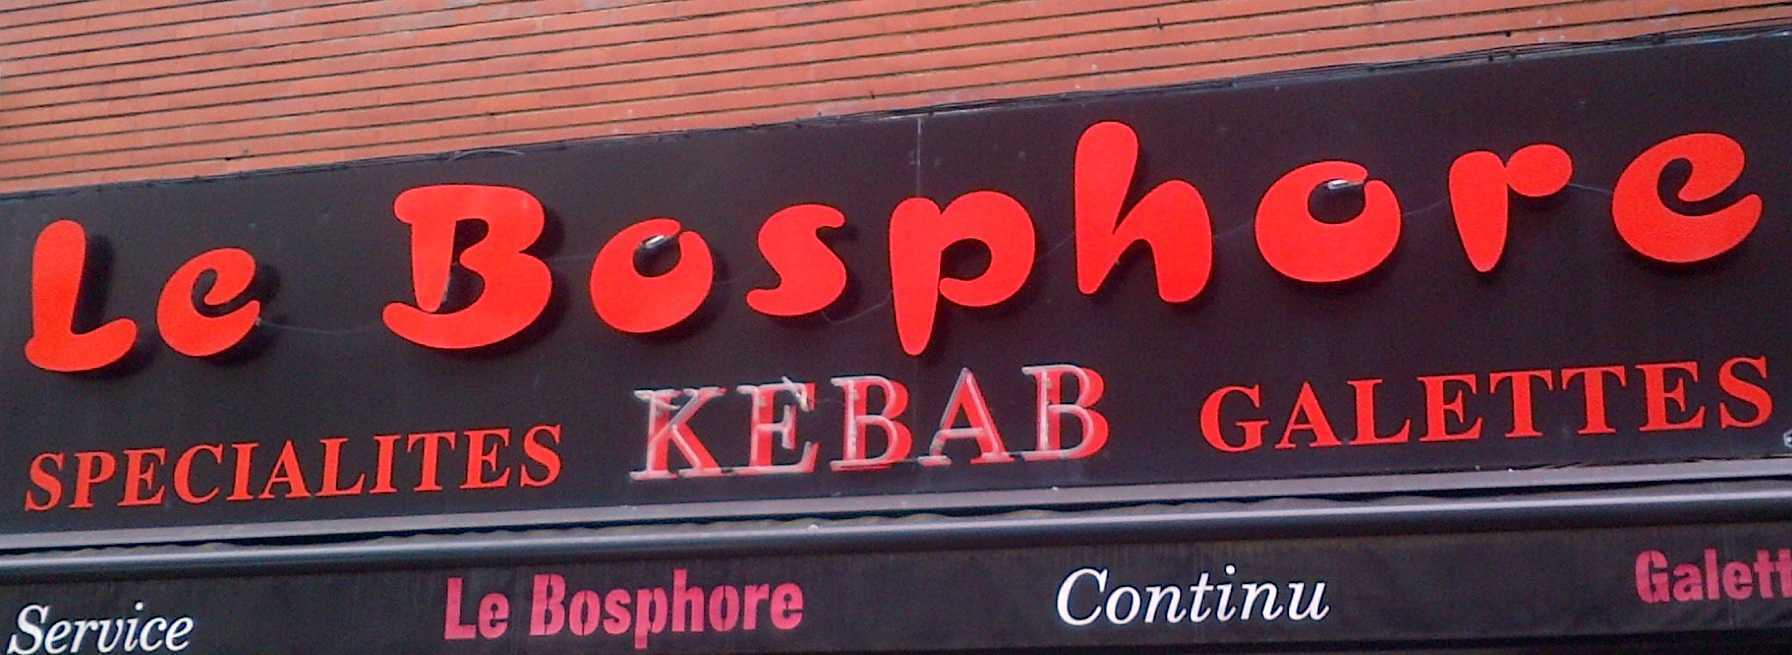 Le Bosphore
SPECIALITES KEBAB GALETTES
Service Le Bosphore Continu